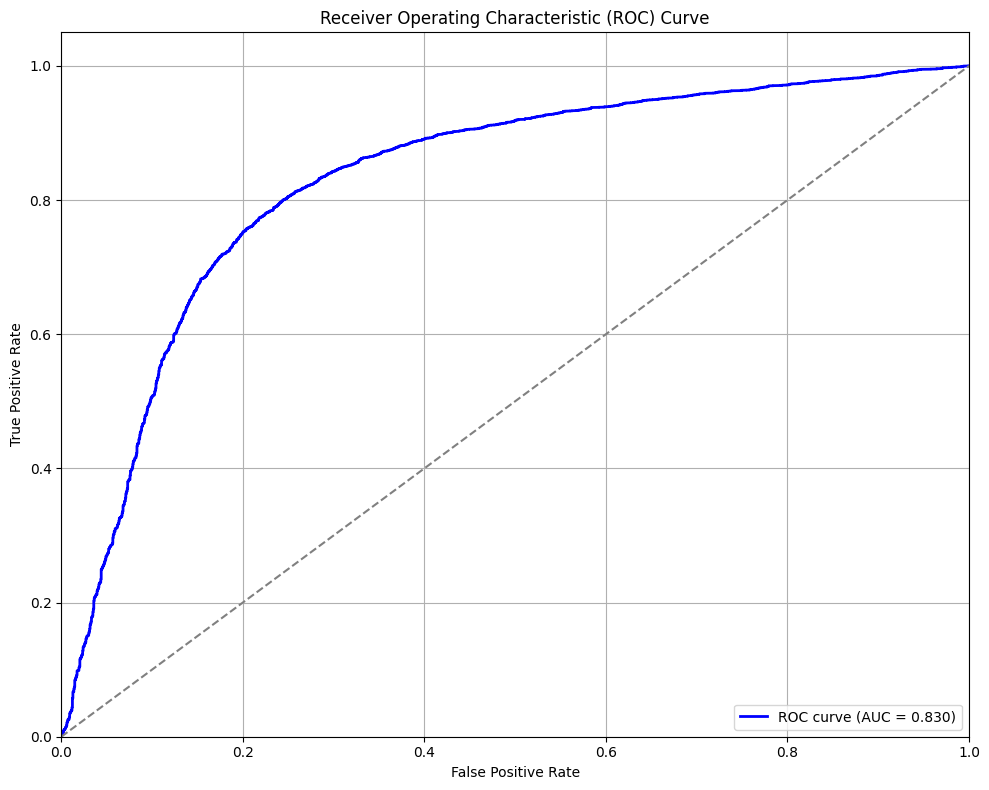 Receiver Operating Characteristic (ROC) Curve
True Positive Rate
1.0
0.8
0.6
0.4
0.2
0.0
ROC curve (AUC = 0.830)
0.0 0.2 0.4 0.6 0.8 1.0
False Positive Rate